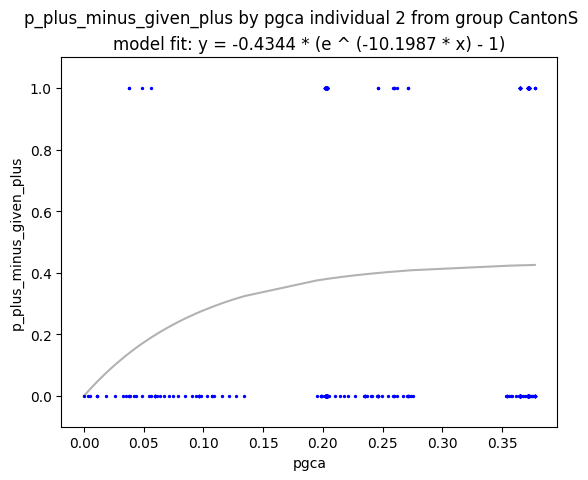 p_plus_minus_given_plus by pgca individual 2 from group CantonS
model fit: y = -0.4344 * (e ^ (-10.1987 * x) - 1)
1.0
0.8
0.6
0.4
0.2
0.0
p_plus_minus_given_plus
0.00 0.05 0.10 0.15 0.20 0.25 0.30 0.35
pgca